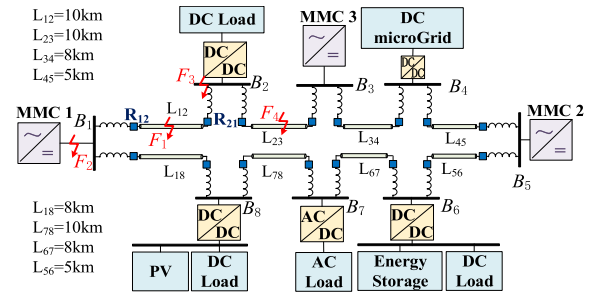 L12=10km
L23=10km
L34=8km
L45=5km
DC Load
MMC 3
DC
microGrid
DC
DC
DC
DC
F3
B2
B3
B4
MMC 1
B1
R12
L12
R21
F4
MMC 2
F2
F1
L23
L34
L45
L18
L78
L67
L56
B5
B8
B7
B6
DC
DC
AC
DC
DC
DC
L18=8km
L78=10km
L67=8km
L56=5km
PV
DC
Load
AC
Load
Energy
Storage
DC
Load